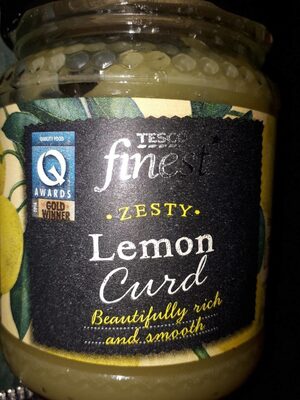 TESCO
finest
QUALITY FOOD
Q
AWARDS
GOLD
WINNER
·ZESTY·
Lemon
Curd
Beautifully rich
and smooth